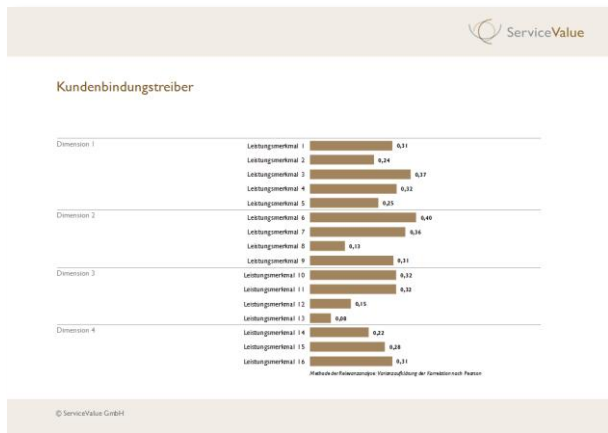 ServiceValue
Kundenbindungstreiber
Dimension 1
Leistungsmerkmal 1 0,31
Leistungsmerkmal 2 0,24
Leistungsmerkmal 3 0,37
Leistungsmerkmal 4 0,32
Leistungsmerkmal 5 0,25
Dimension 2
Leistungsmerkmal 6 0,40
Leistungsmerkmal 7 0,36
Leistungsmerkmal 8 0,13
Leistungsmerkmal 9 0,31
Dimension 3
Leistungsmerkmal 10 0,32
Leistungsmerkmal 11 0,32
Leistungsmerkmal 12 0,15
Leistungsmerkmal 13 0,08
Dimension 4
Leistungsmerkmal 14 0,22
Leistungsmerkmal 15 0,28
Leistungsmerkmal 16 0,31
Methode der Relevanzanalyse: Varianzaufklärung der Korrelation nach Pearson
© ServiceValue GmbH